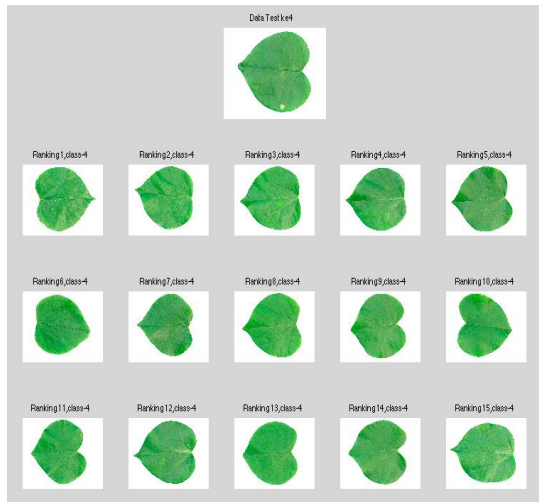 Data Test ke4
Ranking1,class-4
Ranking2,class-4
Ranking3,class-4
Ranking4,class-4
Ranking5,class-4
Ranking6,class-4
Ranking7,class-4
Ranking8,class-4
Ranking9,class-4
Ranking10,class-4
Ranking11,class-4
Ranking12,class-4
Ranking13,class-4
Ranking14,class-4
Ranking15,class-4